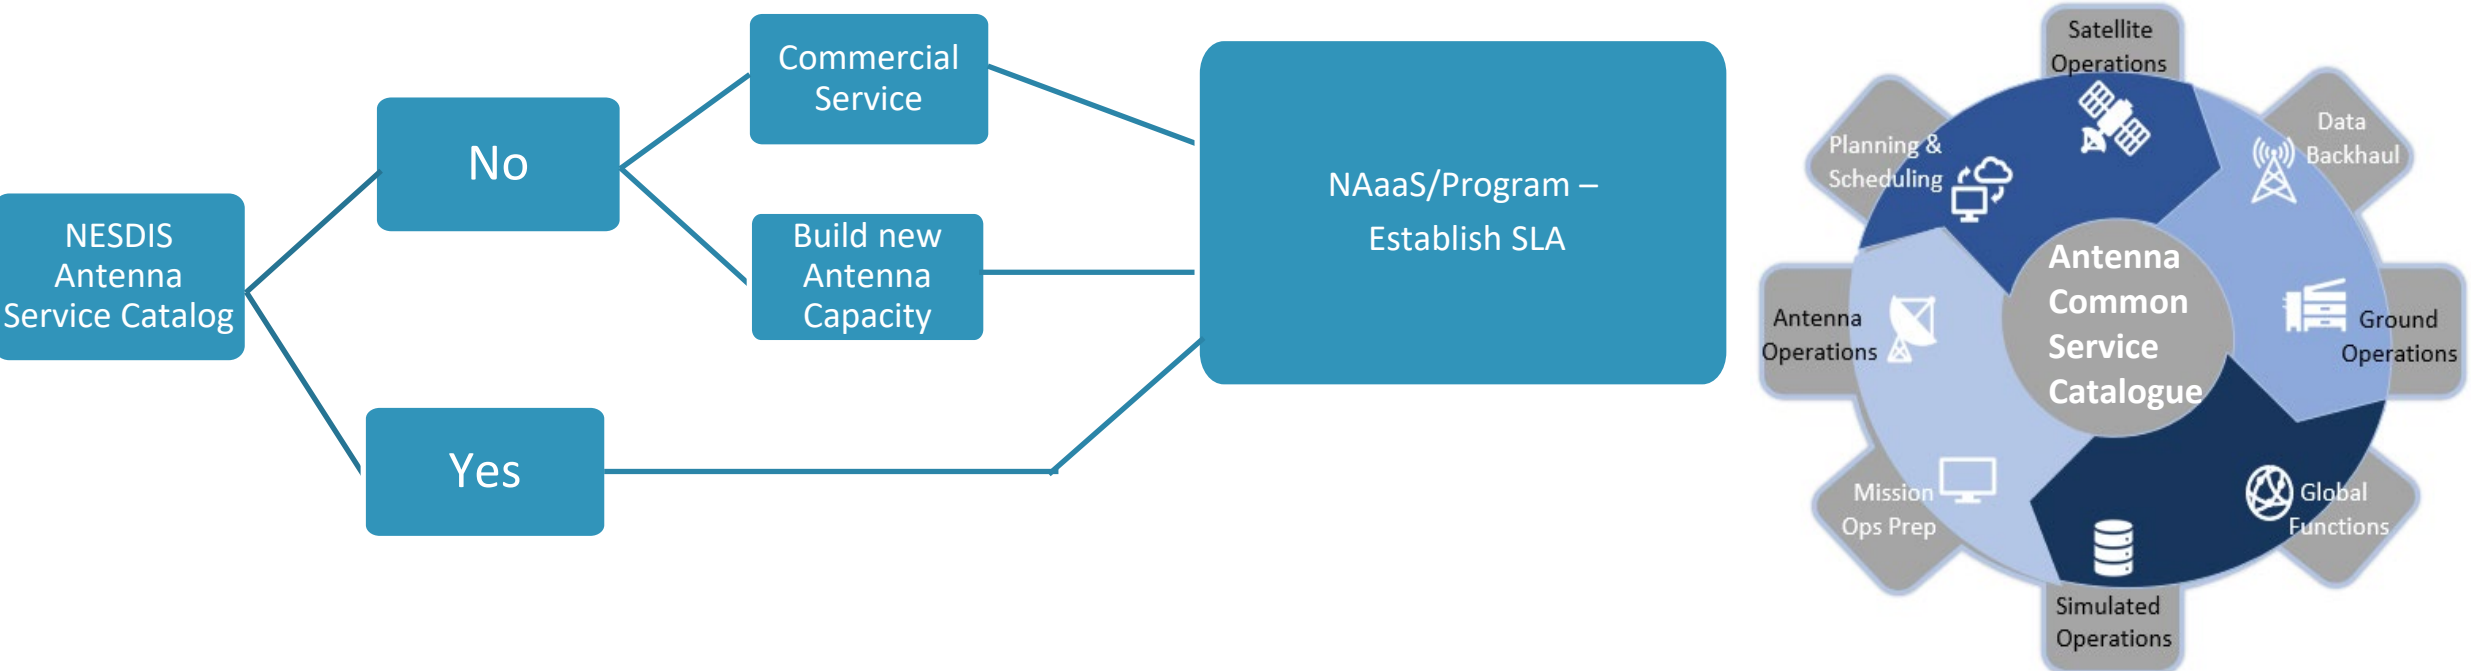 NESDIS
Antenna
Service Catalog
No
Yes
Commercial
Service
Build new
Antenna
Capacity
NAaaS/Program –
Establish SLA
Satellite
Operations
Data
Backhaul
Ground
Operations
Global
Functions
Simulated
Operations
Mission
Ops Prep
Antenna
Operations
Planning &
Scheduling
Antenna
Common
Service
Catalogue